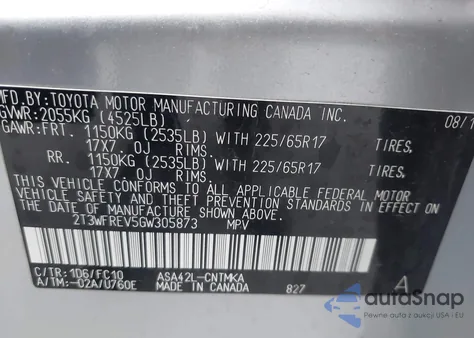 MFD.BY:TOYOTA MOTOR MANUFACTURING CANADA INC. 08/1
GVWR:2055KG (4525LB)
GAWR:FRT. 1150KG (2535LB) WITH 225/65R17 TIRES,
17X7 0J RIMS.
RR. 1150KG (2535LB) WITH 225/65R17 TIRES,
17X7 0J RIMS.
THIS VEHICLE CONFORMS TO ALL APPLICABLE FEDERAL MOTOR
VEHICLE SAFETY AND THEFT PREVENTION STANDARDS IN EFFECT
ON THE DATE OF MANUFACTURE SHOWN ABOVE.
2T3WFREV5GW305873 MPV
C/TR:1D6/FC10 ASA42L-CNTMKA A
A/TM:-02A/U760E MADE IN CANADA 827
autoSnap
Pewne auto z aukcji w USA i Kanadzie